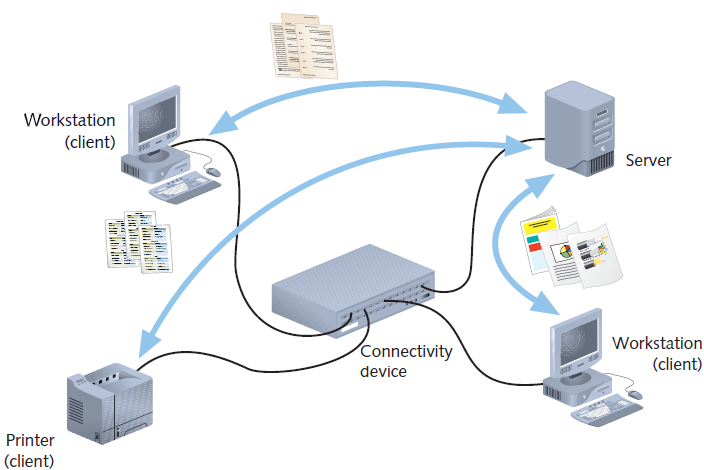 Workstation
(client)
Server
Connectivity
device
Workstation
(client)
Printer
(client)